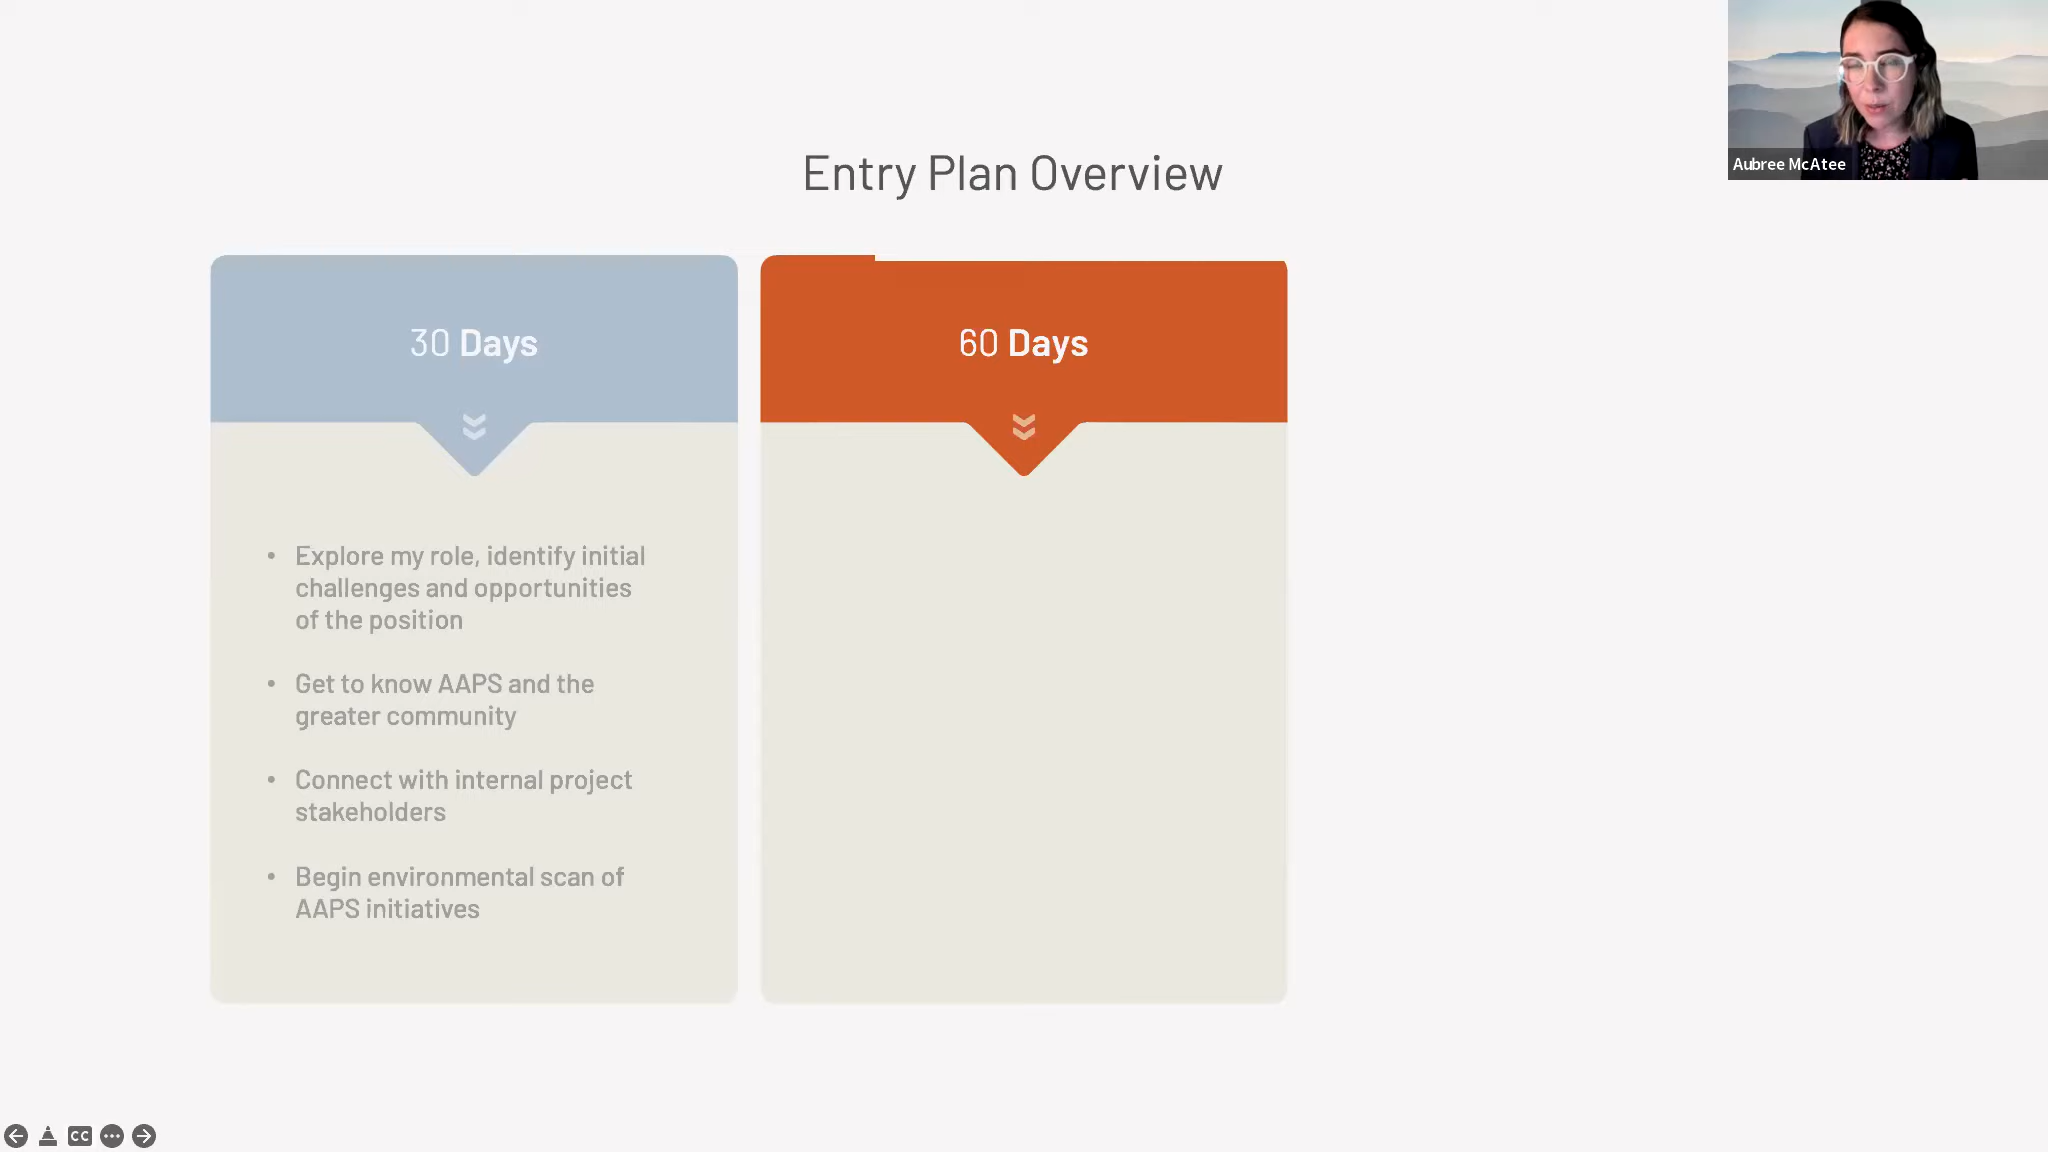 Entry Plan Overview
Aubree McAtee
30 Days
• Explore my role, identify initial
challenges and opportunities
of the position
• Get to know AAPS and the
greater community
• Connect with internal project
stakeholders
• Begin environmental scan of
AAPS initiatives
60 Days
CC